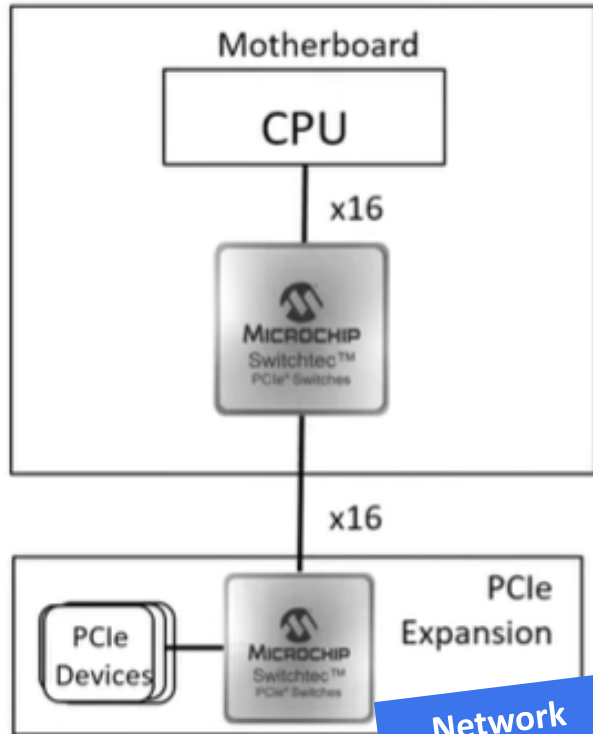 Motherboard
CPU
x16
MICROCHIP
Switchtec™
PCIe® Switches
x16
PCIe
Expansion
PCIe
Devices
MICROCHIP
Switchtec™
PCIe® Switches
Network